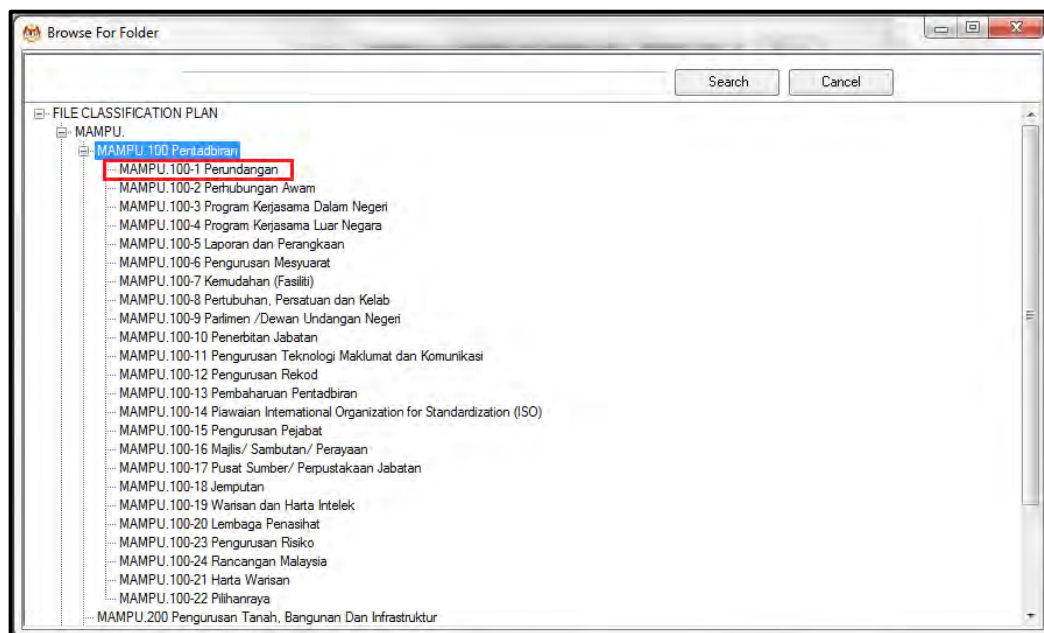 Browse For Folder
Search
Cancel
FILE CLASSIFICATION PLAN
MAMPU.
MAMPU.100 Pentadbiran
MAMPU.100-1 Perundangan
MAMPU.100-2 Perhubungan Awam
MAMPU.100-3 Program Kerjasama Dalam Negeri
MAMPU.100-4 Program Kerjasama Luar Negara
MAMPU.100-5 Laporan dan Perangkaan
MAMPU.100-6 Pengurusan Mesyuarat
MAMPU.100-7 Kemudahan (Fasiliti)
MAMPU.100-8 Pertubuhan, Persatuan dan Kelab
MAMPU.100-9 Parlimen /Dewan Undangan Negeri
MAMPU.100-10 Penerbitan Jabatan
MAMPU.100-11 Pengurusan Teknologi Maklumat dan Komunikasi
MAMPU.100-12 Pengurusan Rekod
MAMPU.100-13 Pembaharuan Pentadbiran
MAMPU.100-14 Piawaian International Organization for Standardization (ISO)
MAMPU.100-15 Pengurusan Pejabat
MAMPU.100-16 Majlis/ Sambutan/ Perayaan
MAMPU.100-17 Pusat Sumber/ Perpustakaan Jabatan
MAMPU.100-18 Jemputan
MAMPU.100-19 Warisan dan Harta Intelek
MAMPU.100-20 Lembaga Penasihat
MAMPU.100-23 Pengurusan Risiko
MAMPU.100-24 Rancangan Malaysia
MAMPU.100-21 Harta Warisan
MAMPU.100-22 Pilihanraya
MAMPU.200 Pengurusan Tanah, Bangunan Dan Infrastruktur